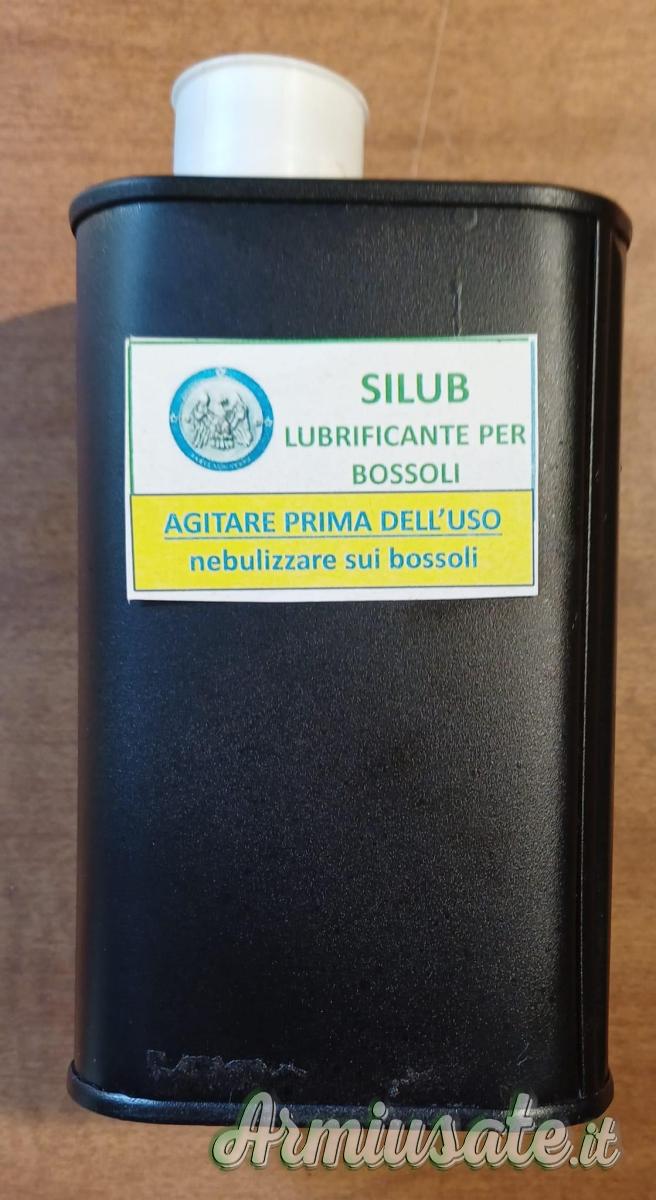 SILUB
LUBRIFICANTE PER
BOSSOLI
AGITARE PRIMA DELL'USO
nebulizzare sui bossoli
Armiusate.it